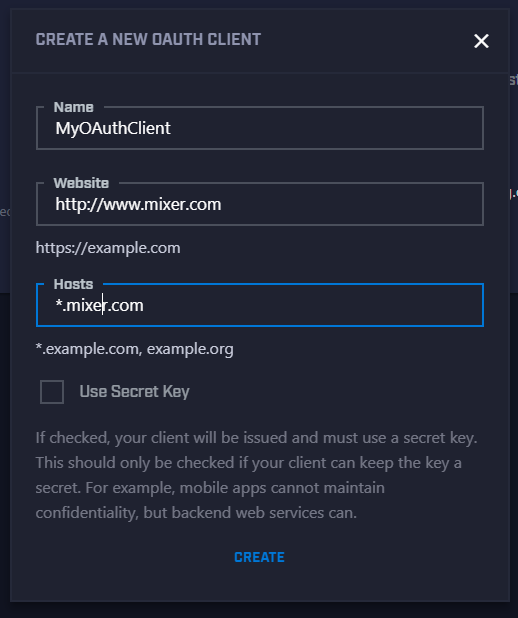 CREATE A NEW OAUTH CLIENT
Name
MyOAuthClient
Website
http://www.mixer.com
https://example.com
Hosts
*.mixer.com
*.example.com, example.org
Use Secret Key
If checked, your client will be issued and must use a secret key.
This should only be checked if your client can keep the key a
secret. For example, mobile apps cannot maintain
confidentiality, but backend web services can.
CREATE